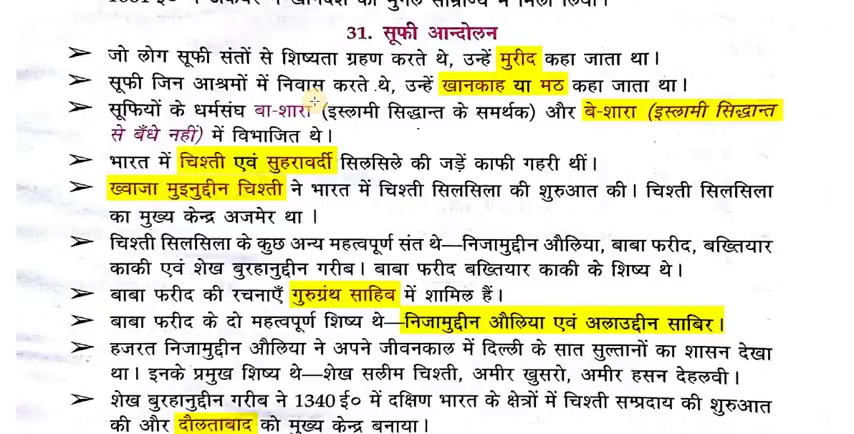 31. सूफी आन्दोलन
➢ जो लोग सूफी संतों से शिष्यता ग्रहण करते थे, उन्हें मुरीद कहा जाता था।
➢ सूफी जिन आश्रमों में निवास करते थे, उन्हें खानकाह या मठ कहा जाता था।
➢ सूफियों के धर्मसंघ बा-शारा (इस्लामी सिद्धान्त के समर्थक) और बे-शारा (इस्लामी सिद्धान्त
से बँधे नहीं) में विभाजित थे।
➢ भारत में चिश्ती एवं सुहरावर्दी सिलसिले की जड़ें काफी गहरी थीं।
➢ ख्वाजा मुइनुद्दीन चिश्ती ने भारत में चिश्ती सिलसिला की शुरुआत की। चिश्ती सिलसिला
का मुख्य केन्द्र अजमेर था ।
➢ चिश्ती सिलसिला के कुछ अन्य महत्वपूर्ण संत थे—निजामुद्दीन औलिया, बाबा फरीद, बख्तियार
काकी एवं शेख बुरहानुद्दीन गरीब। बाबा फरीद बख्तियार काकी के शिष्य थे।
➢ बाबा फरीद की रचनाएँ गुरुग्रंथ साहिब में शामिल हैं।
➢ बाबा फरीद के दो महत्वपूर्ण शिष्य थे—निजामुद्दीन औलिया एवं अलाउद्दीन साबिर।
➢ हजरत निजामुद्दीन औलिया ने अपने जीवनकाल में दिल्ली के सात सुल्तानों का शासन देखा
था। इनके प्रमुख शिष्य थे—शेख सलीम चिश्ती, अमीर खुसरो, अमीर हसन देहलवी।
➢ शेख बुरहानुद्दीन गरीब ने 1340 ई० में दक्षिण भारत के क्षेत्रों में चिश्ती सम्प्रदाय की शुरुआत
की और दौलताबाद को मुख्य केन्द्र बनाया।